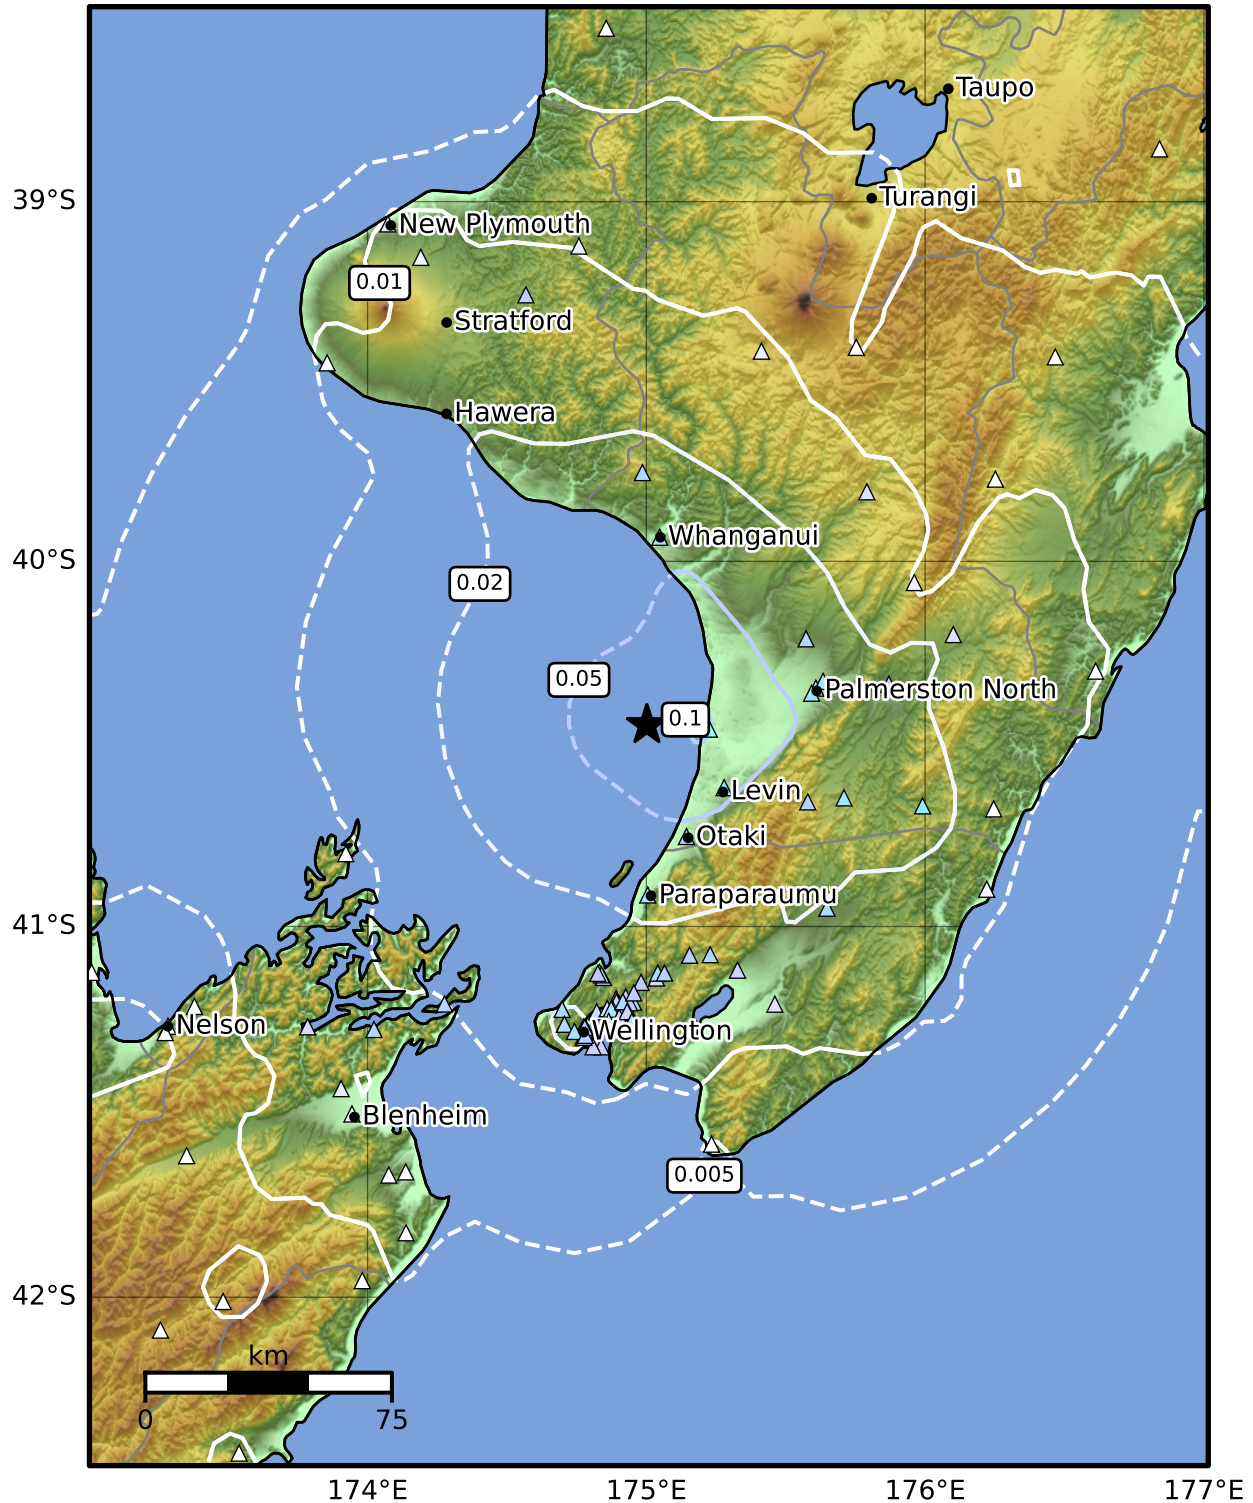 Taupo
39°S
Turangi
New Plymouth
0.01
Stratford
Hawera
Whanganui
40°S
0.02
0.05
Palmerston North
0.1
Levin
Otaki
Paraparaumu
41°S
Nelson
Wellington
Blenheim
0.005
42°S
km
0
75
174°E
175°E
176°E
177°E